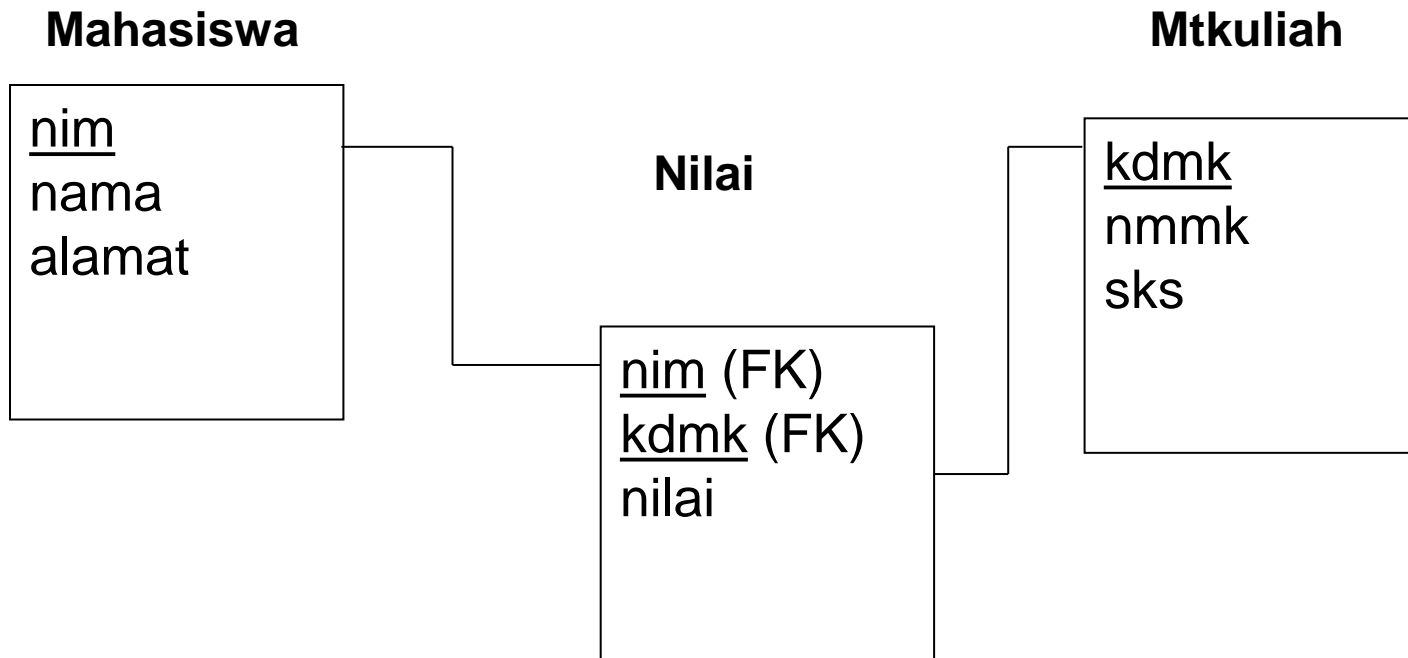 Mahasiswa
nim
nama
alamat
Nilai
nim (FK)
kdmk (FK)
nilai
Mtkuliah
kdmk
nmmk
sks